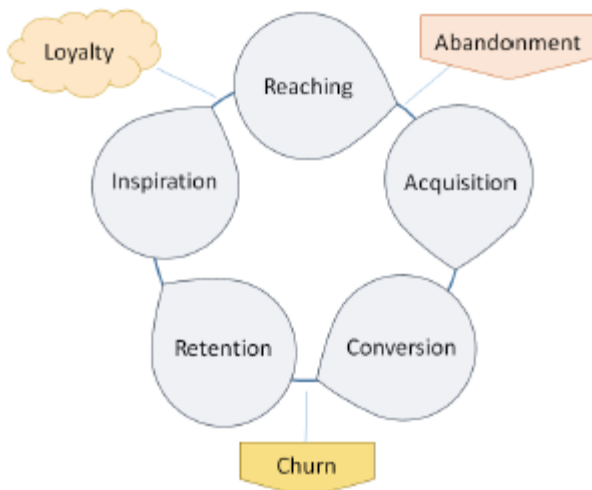 Loyalty
Abandonment
Reaching
Inspiration
Acquisition
Retention
Conversion
Churn